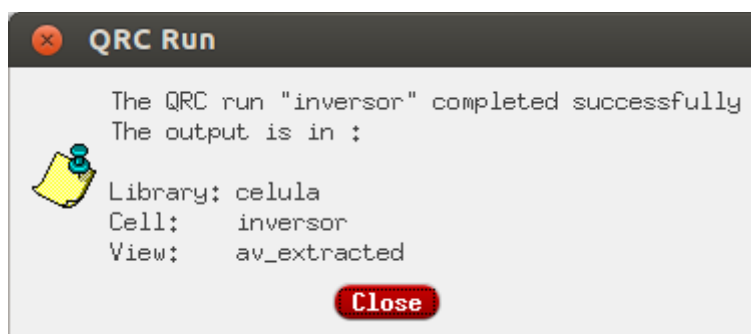 QRC Run
The QRC run "inversor" completed successfully
The output is in :
Library: celula
Cell: inversor
View: av_extracted
Close